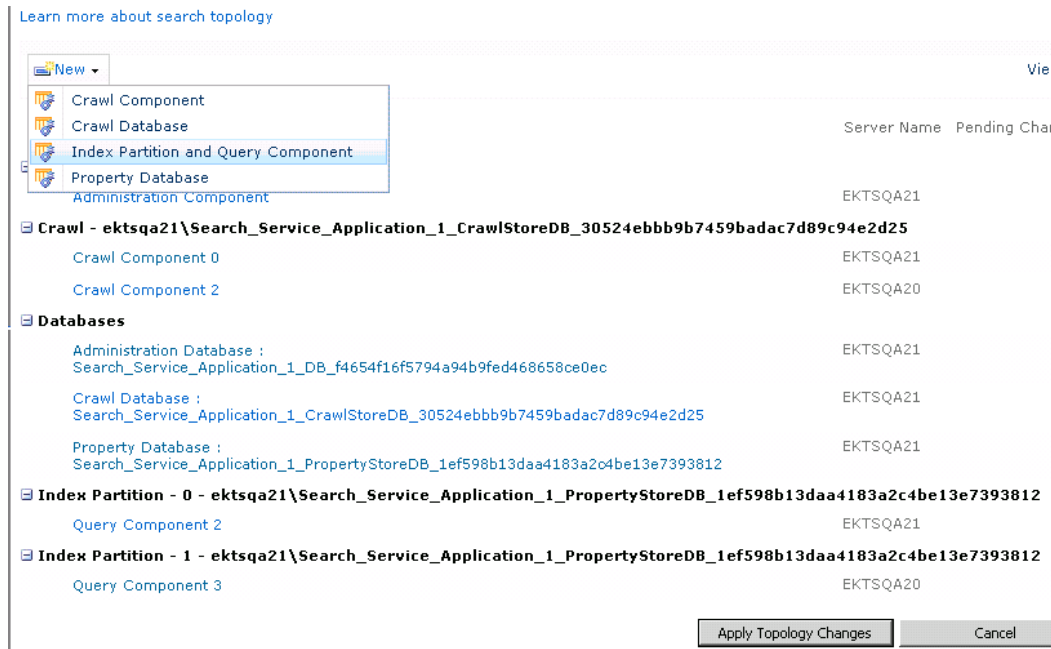 Learn more about search topology
New
Vie
Crawl Component
Crawl Database
Server Name Pending Char
Index Partition and Query Component
Property Database
Administration Component EKTSQA21
Crawl - ektsqa21\Search_Service_Application_1_CrawlStoreDB_30524ebbb9b7459badac7d89c94e2d25
Crawl Component 0 EKTSQA21
Crawl Component 2 EKTSQA20
Databases
Administration Database : EKTSQA21
Search_Service_Application_1_DB_f4654f16f5794a94b9fed468658ce0ec
Crawl Database : EKTSQA21
Search_Service_Application_1_CrawlStoreDB_30524ebbb9b7459badac7d89c94e2d25
Property Database : EKTSQA21
Search_Service_Application_1_PropertyStoreDB_1ef598b13daa4183a2c4be13e7393812
Index Partition - 0 - ektsqa21\Search_Service_Application_1_PropertyStoreDB_1ef598b13daa4183a2c4be13e7393812
Query Component 2 EKTSQA21
Index Partition - 1 - ektsqa21\Search_Service_Application_1_PropertyStoreDB_1ef598b13daa4183a2c4be13e7393812
Query Component 3 EKTSQA20
Apply Topology Changes Cancel